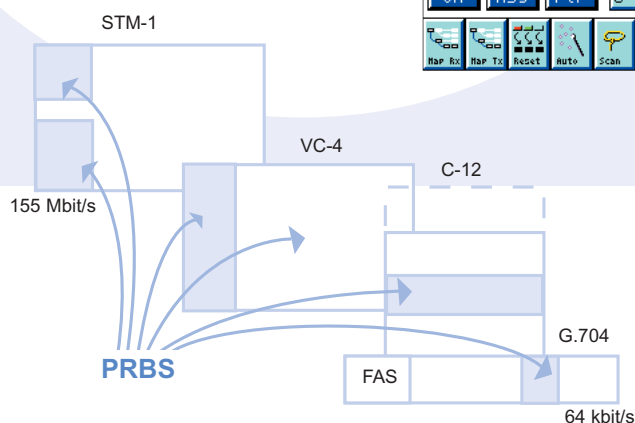 Map Rx
Map Tx
Reset
Auto
Scan
STM-1
VC-4
C-12
155 Mbit/s
G.704
PRBS
FAS
64 kbit/s